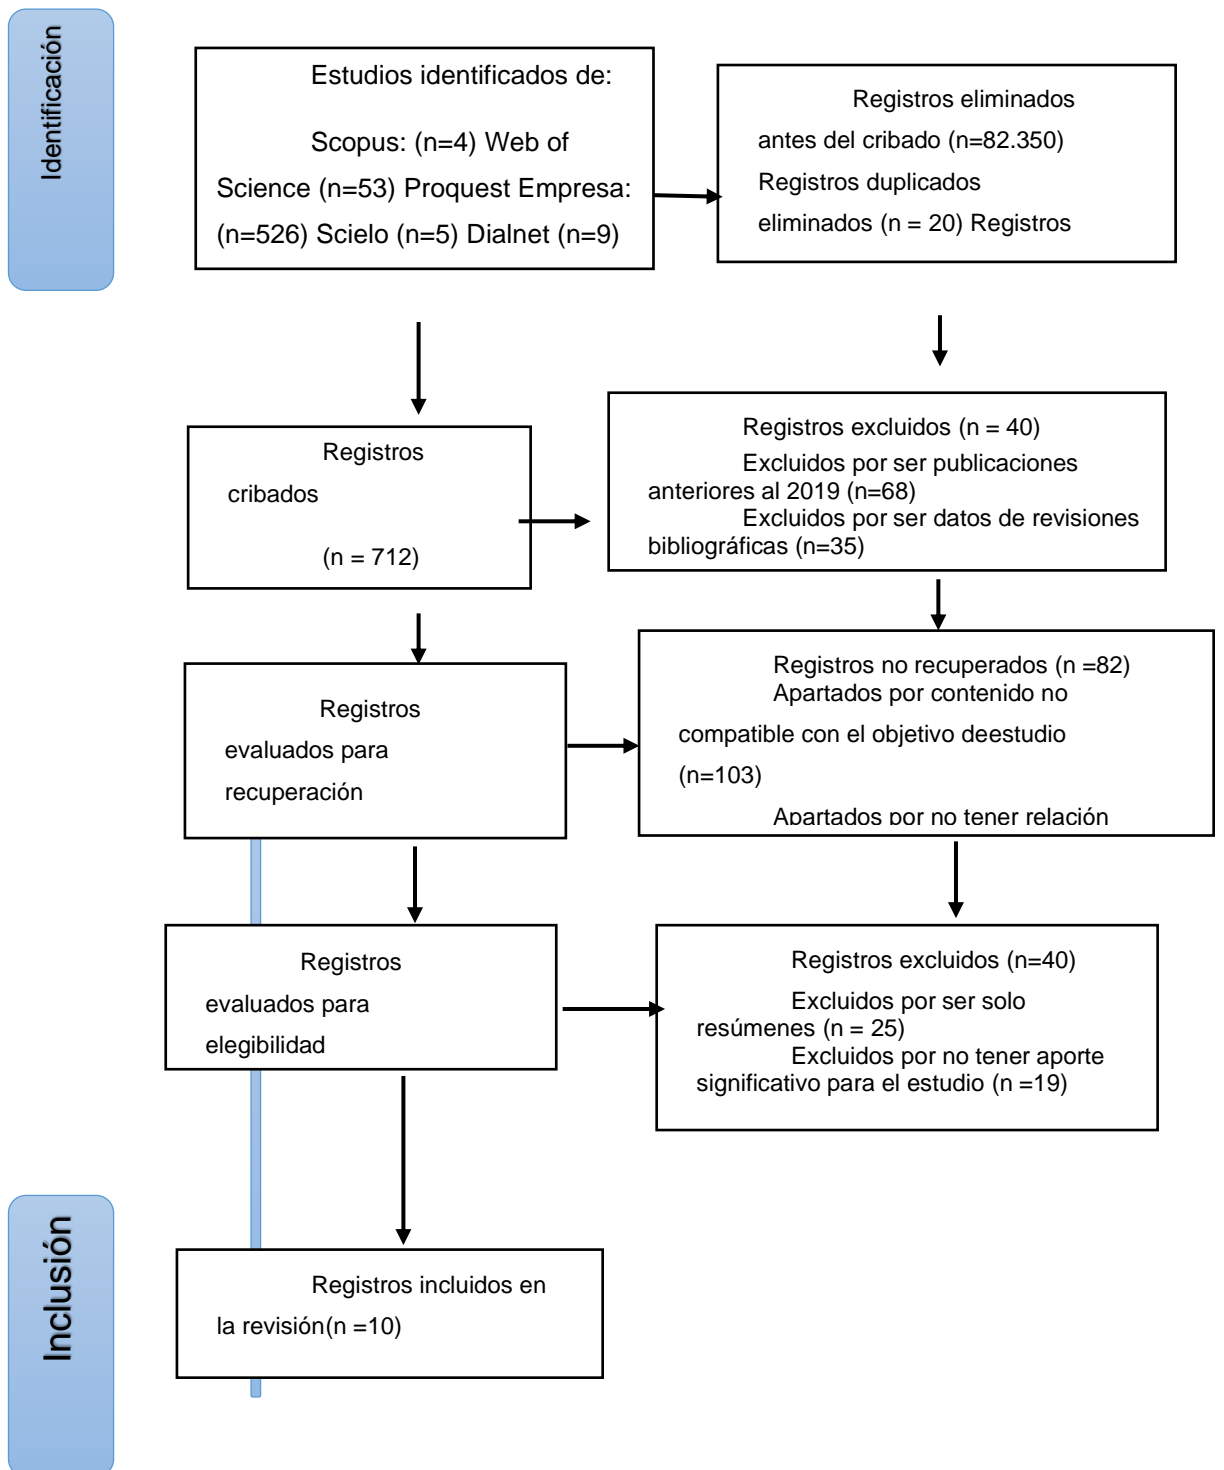 Identificación
Estudios identificados de:
Scopus: (n=4) Web of
Science (n=53) Proquest Empresa:
(n=526) Scielo (n=5) Dialnet (n=9)
Registros eliminados
antes del cribado (n=82.350)
Registros duplicados
eliminados (n = 20) Registros
Registros
cribados
(n = 712)
Registros excluidos (n = 40)
Excluidos por ser publicaciones
anteriores al 2019 (n=68)
Excluidos por ser datos de revisiones
bibliográficas (n=35)
Registros
evaluados para
recuperación
Registros no recuperados (n =82)
Apartados por contenido no
compatible con el objetivo deestudio
(n=103)
Apartados por no tener relación
Registros
evaluados para
elegibilidad
Registros excluidos (n=40)
Excluidos por ser solo
resúmenes (n = 25)
Excluidos por no tener aporte
significativo para el estudio (n =19)
Inclusión
Registros incluidos en
la revisión(n =10)